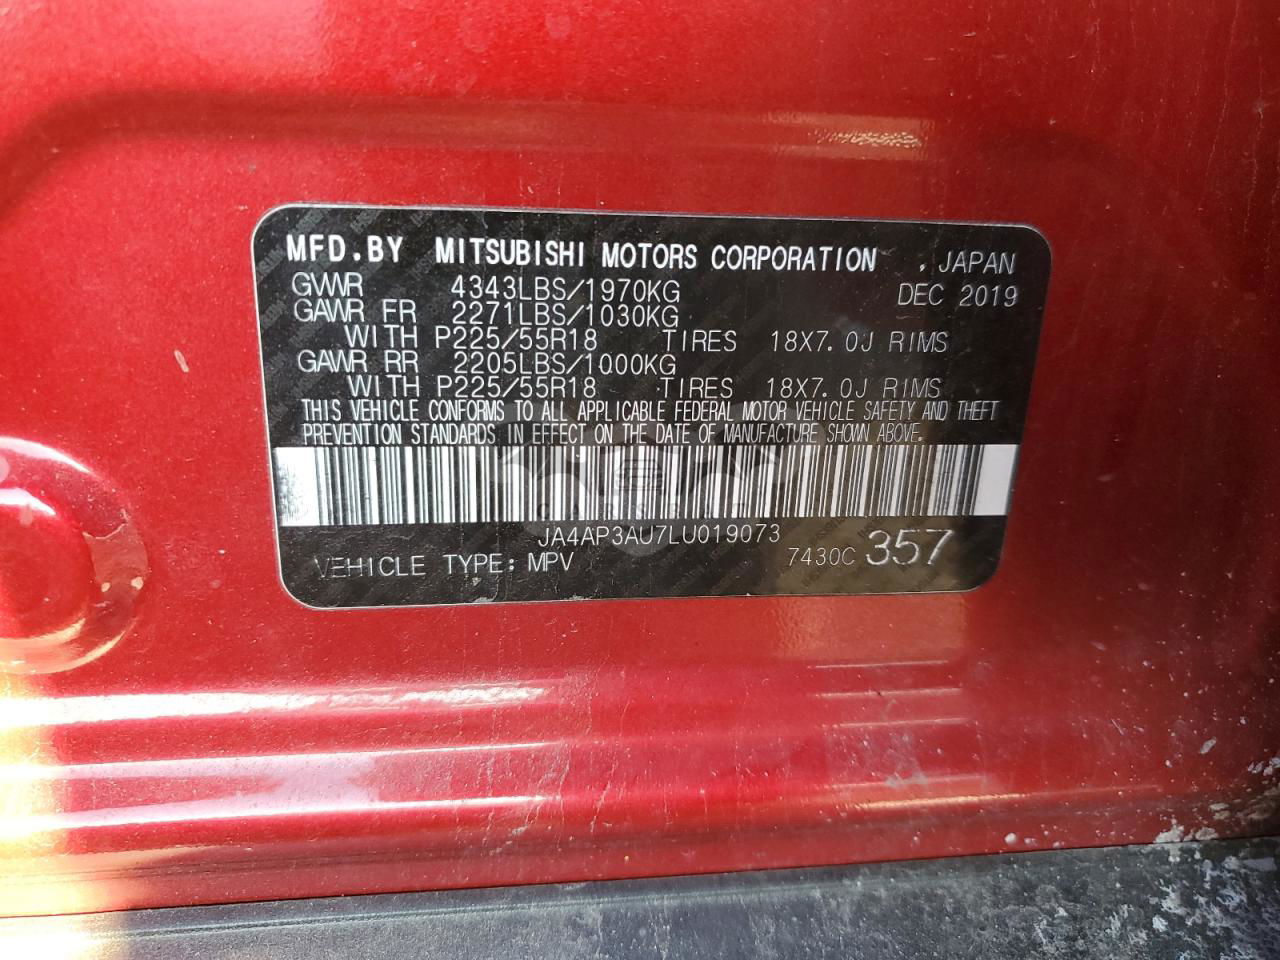 MFD.BY MITSUBISHI MOTORS CORPORATION , JAPAN
GVWR 4343LBS/1970KG DEC 2019
GAWR FR 2271LBS/1030KG
WITH P225/55R18 TIRES 18X7.0J RIMS
GAWR RR 2205LBS/1000KG
WITH P225/55R18 TIRES 18X7.0J RIMS
THIS VEHICLE CONFORMS TO ALL APPLICABLE FEDERAL MOTOR VEHICLE SAFETY AND THEFT
PREVENTION STANDARDS IN EFFECT ON THE DATE OF MANUFACTURE SHOWN ABOVE.
JA4AP3AU7LU019073
VEHICLE TYPE: MPV 7430C 357